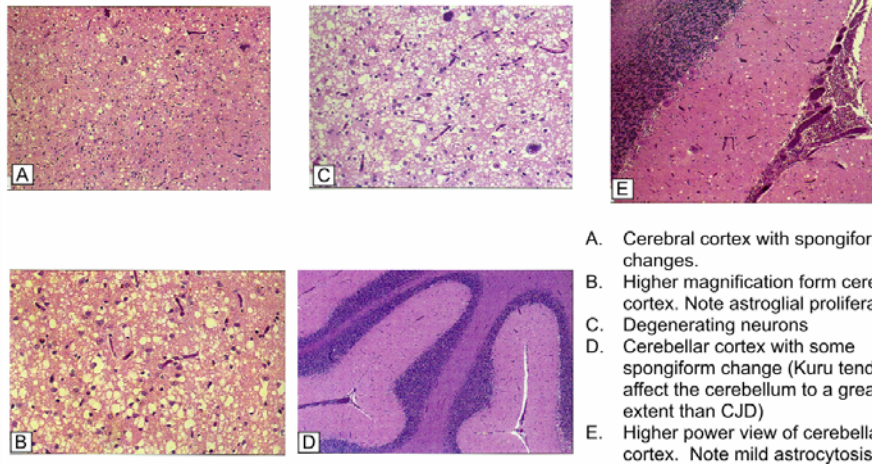 A
C
E
B
D
A. Cerebral cortex with spongifor
changes.
B. Higher magnification form cere
cortex. Note astroglial prolifera
C. Degenerating neurons
D. Cerebellar cortex with some
spongiform change (Kuru tend
affect the cerebellum to a grea
extent than CJD)
E. Higher power view of cerebella
cortex. Note mild astrocytosis